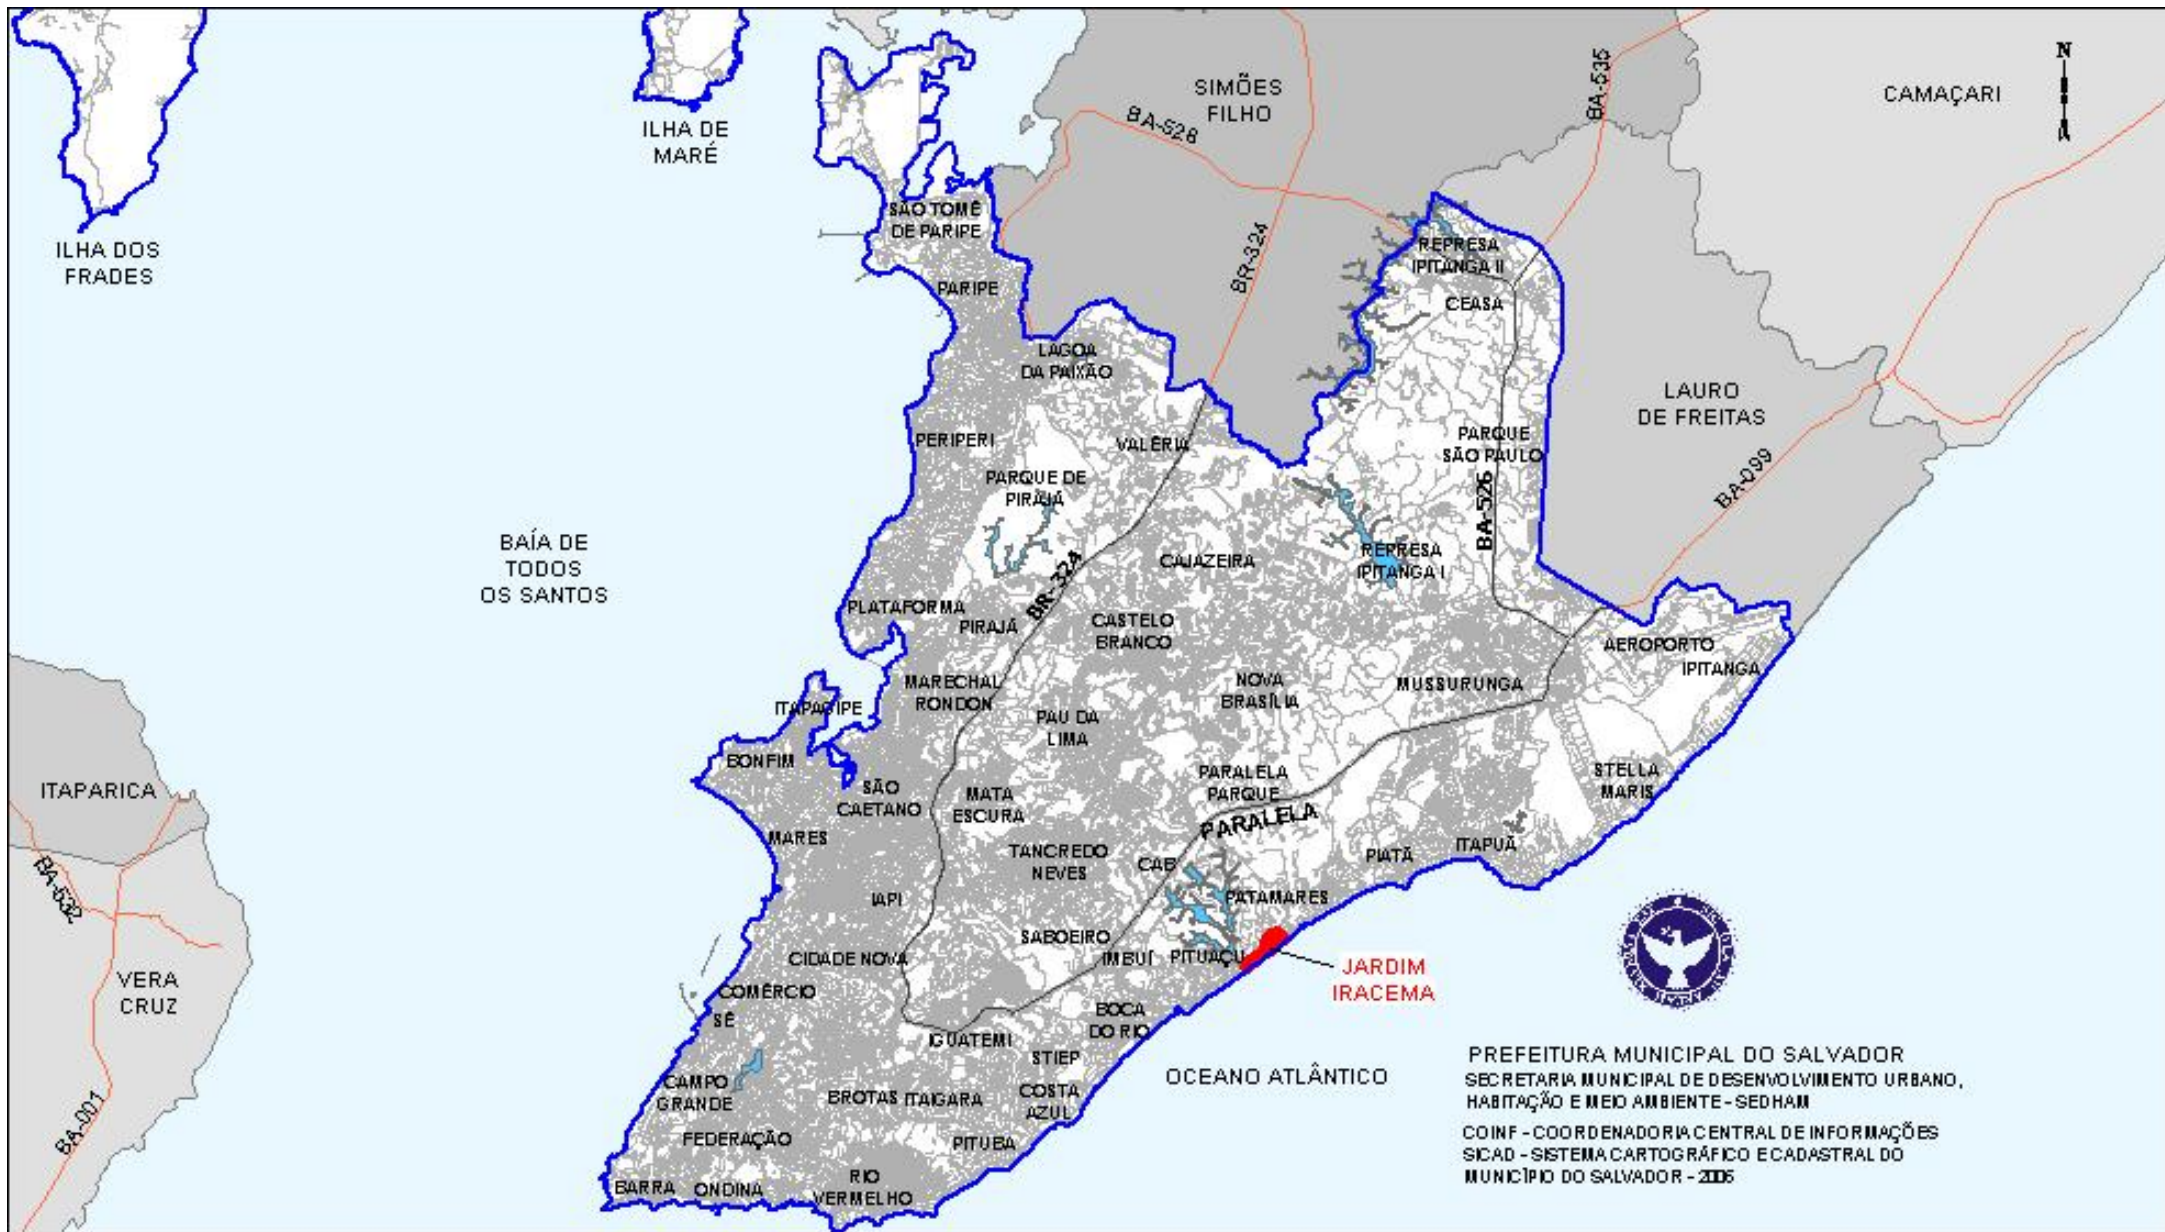 N
SIMÕES
FILHO
BA-535
CAMAÇARI
BA-526
ILHA DE
MARÉ
ILHA DOS
FRADES
SÃO TOMÉ
DE PARIPE
BR-324
REPRESA
IPITANGA II
PARIPE
CEASA
LAGOA
DA PAIXÃO
LAURO
DE FREITAS
PERIPERI
VALÉRIA
PARQUE
SÃO PAULO
PARQUE DE
PIRAJÁ
BA-099
BA-526
BAÍA DE
TODOS
OS SANTOS
CAJAZEIRA
REPRESA
IPITANGA I
BR-324
PLATAFORMA
PIRAJÁ
CASTELO
BRANCO
AEROPORTO
IPITANGA
MARECHAL
RONDON
NOVA
BRASÍLIA
MUSSURUNGA
ITAPAGIPE
PAU DA
LIMA
BONFIM
SÃO
CAETANO
PARALELA
PARQUE
STELLA
MARIS
ITAPARICA
MATA
ESCURA
PARALELA
MARES
TANCREDO
NEVES
CAB
PIATÃ
ITAPUÃ
BA-532
IAPI
PATAMARES
SABOEIRO
CIDADE NOVA
IMBUÍ
PITUAÇU
JARDIM
IRACEMA
VERA
CRUZ
COMÉRCIO
SÉ
BOCA
DO RIO
IGUATEMI
STIEP
OCEANO ATLÂNTICO
CAMPO
GRANDE
BROTAS
ITAIGARA
COSTA
AZUL
BA-001
FEDERAÇÃO
PITUBA
BARRA
ONDINA
RIO
VERMELHO
PREFEITURA MUNICIPAL DO SALVADOR
SECRETARIA MUNICIPAL DE DESENVOLVIMENTO URBANO,
HABITAÇÃO E MEIO AMBIENTE - SEDHAM
COINF - COORDENADORIA CENTRAL DE INFORMAÇÕES
SICAD - SISTEMA CARTOGRÁFICO E CADASTRAL DO
MUNICÍPIO DO SALVADOR - 2006